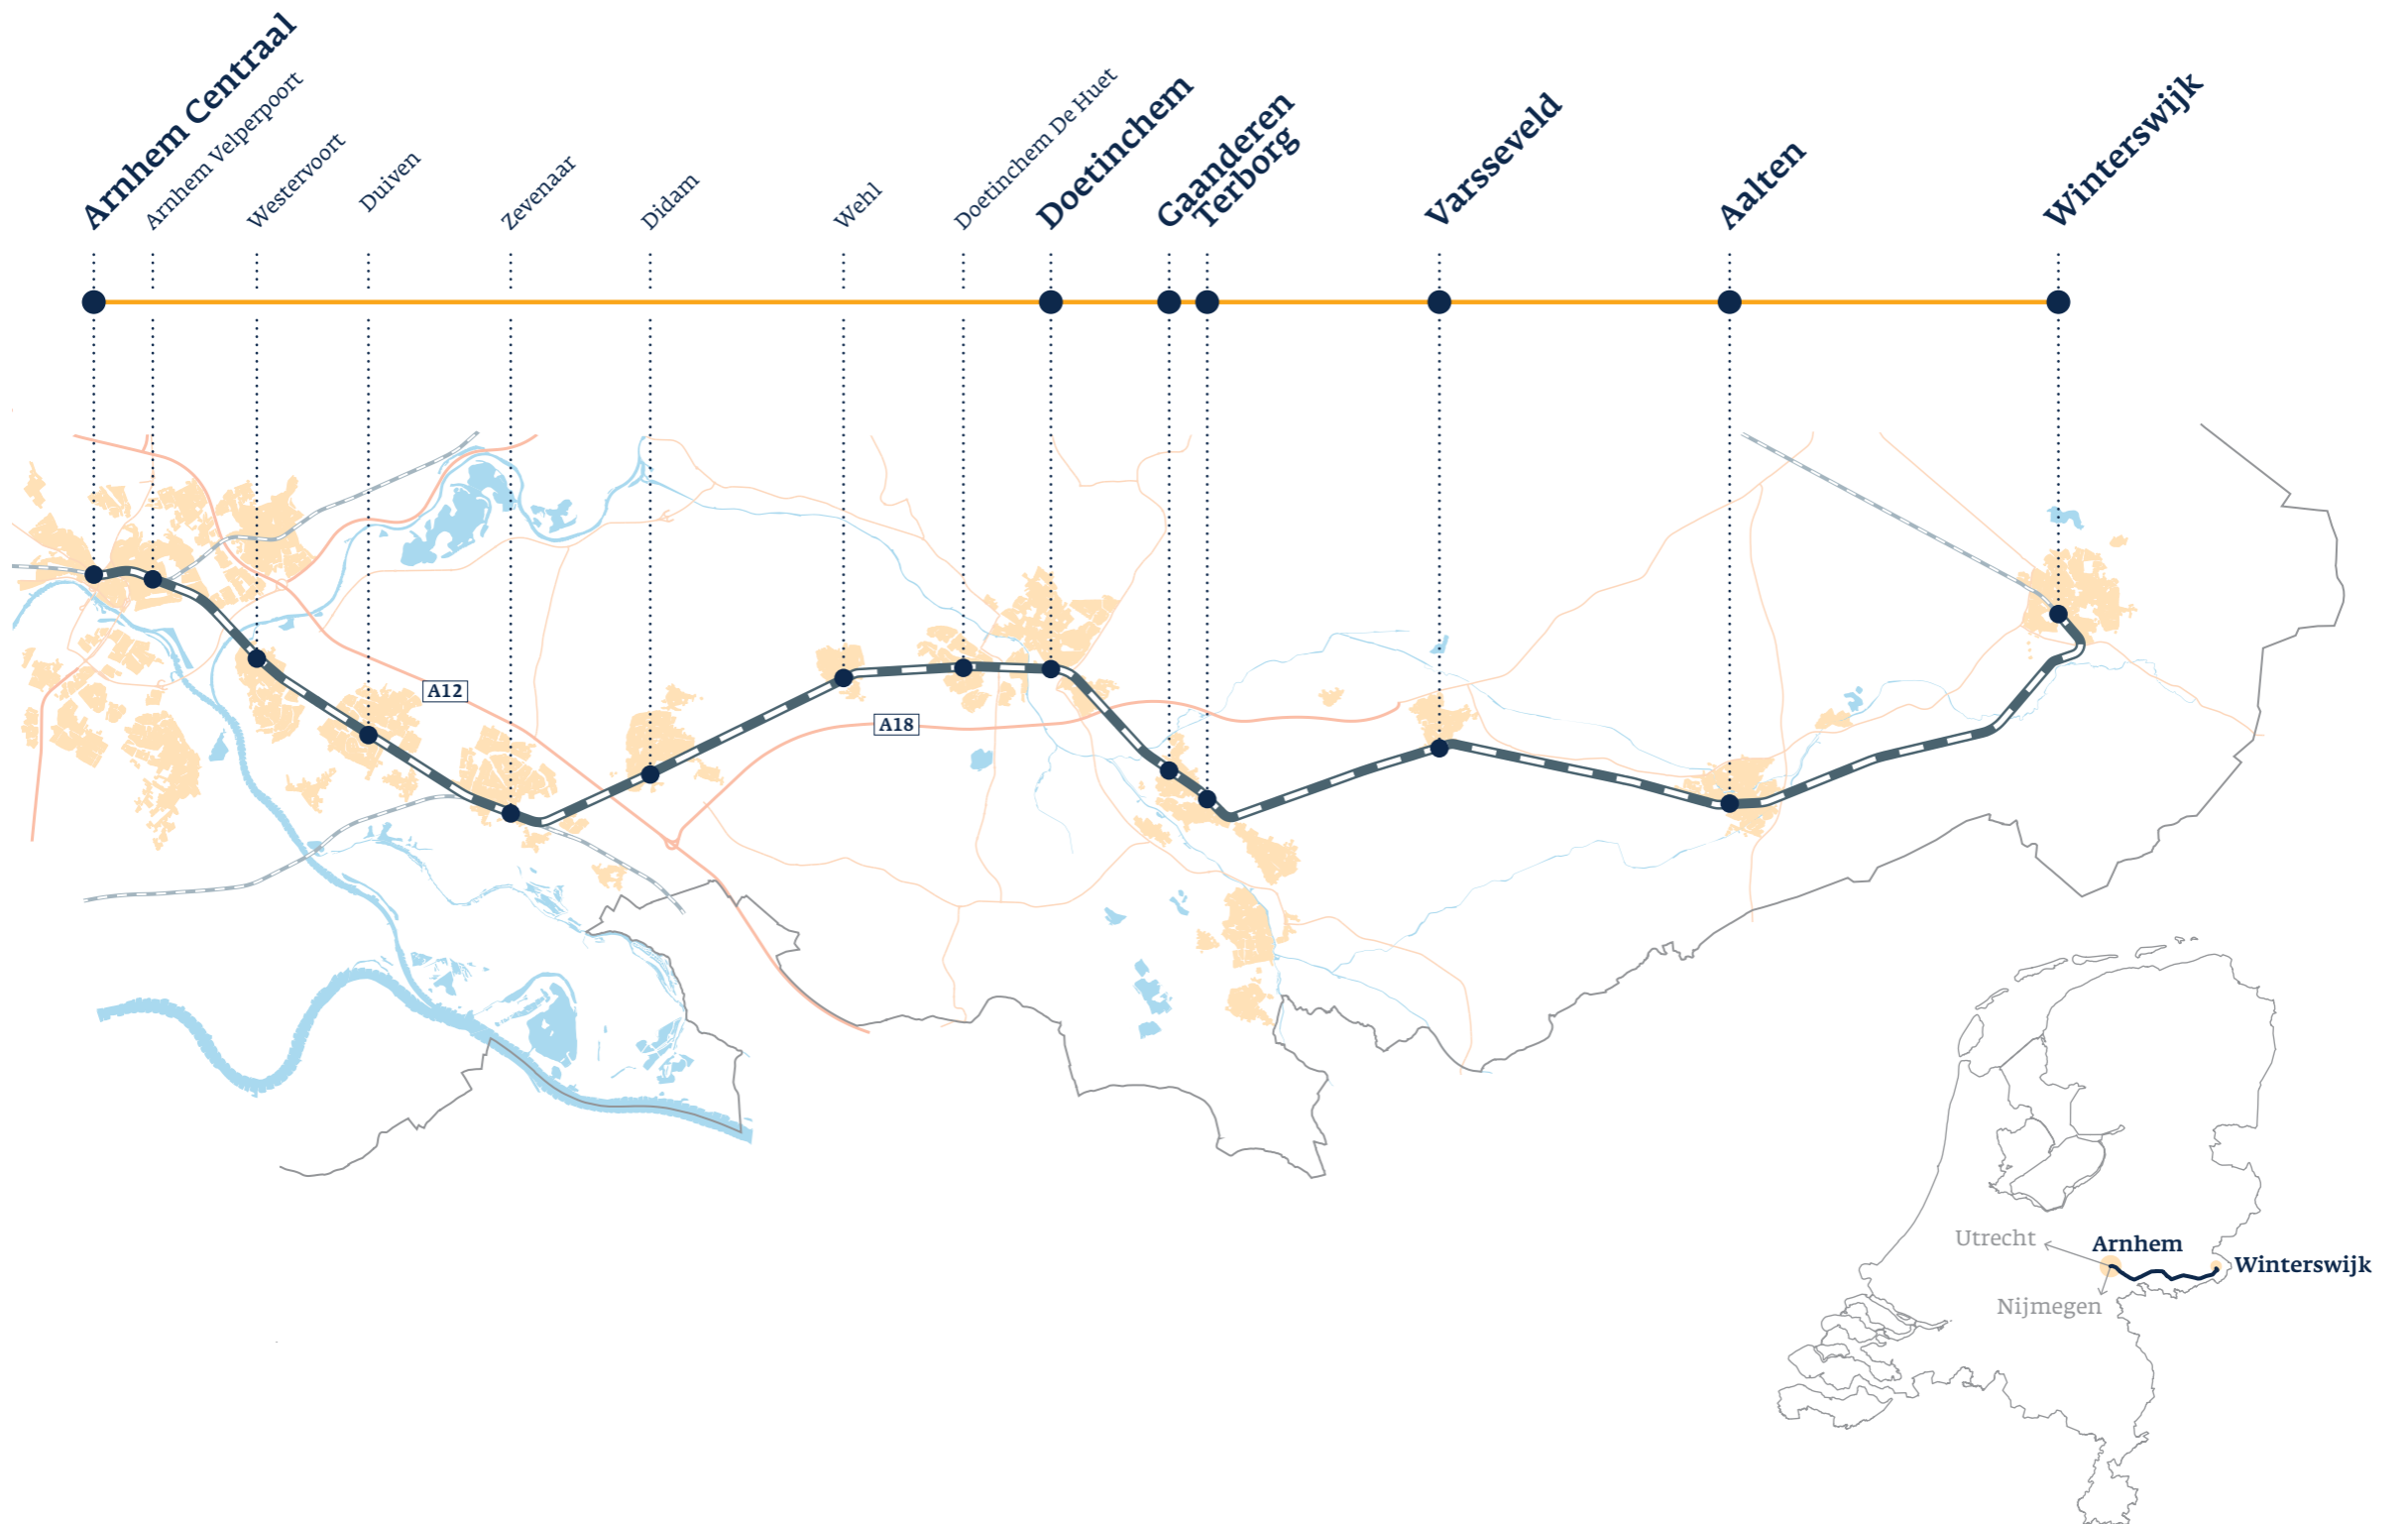 Arnhem Centraal
Arnhem Velperpoort
Westervoort
Duiven
Zevenaar
Didam
Wehl
Doetinchem De Huet
Doetinchem
Gaanderen
Terborg
Varsseveld
Aalten
Winterswijk
A12
A18
Utrecht
Arnhem
Winterswijk
Nijmegen